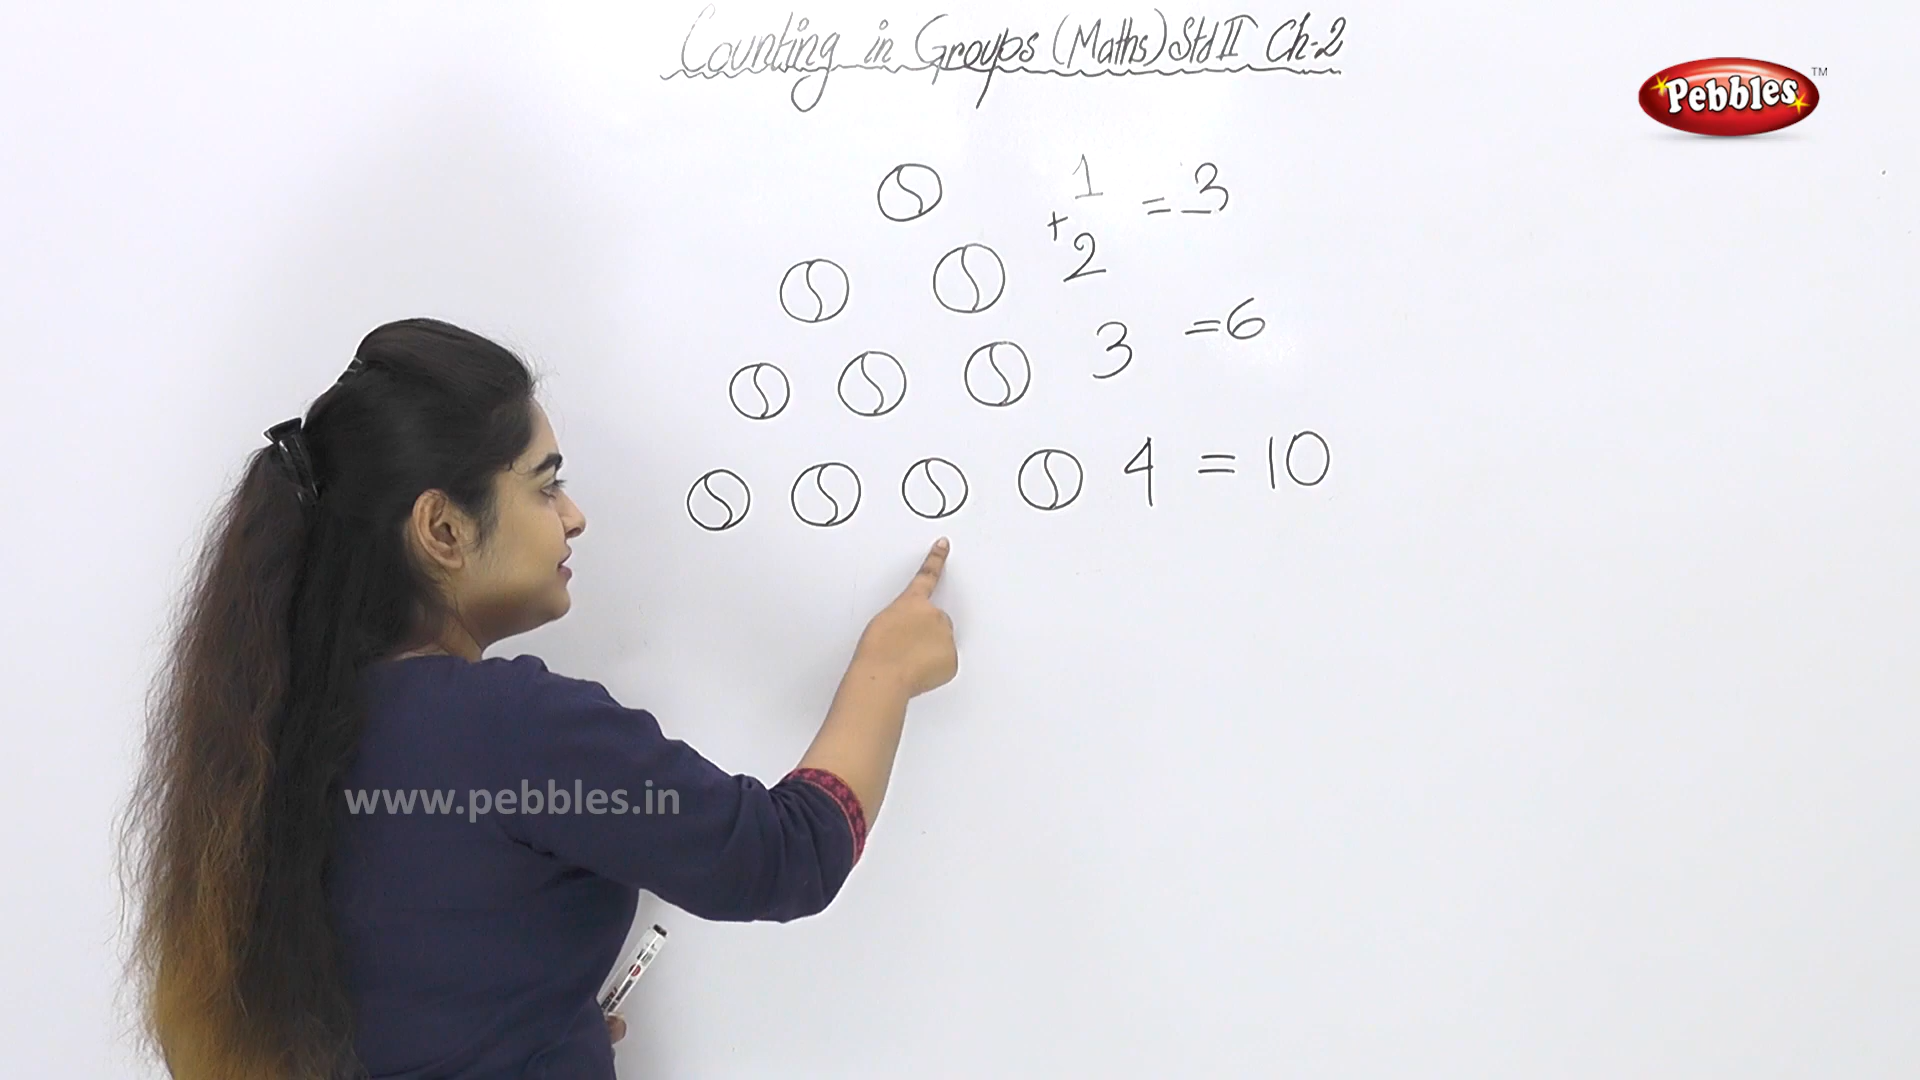 Counting in Groups (Maths) Std II Ch-2
Pebbles TM
1 = 3
+
2
3 = 6
4 = 10
www.pebbles.in